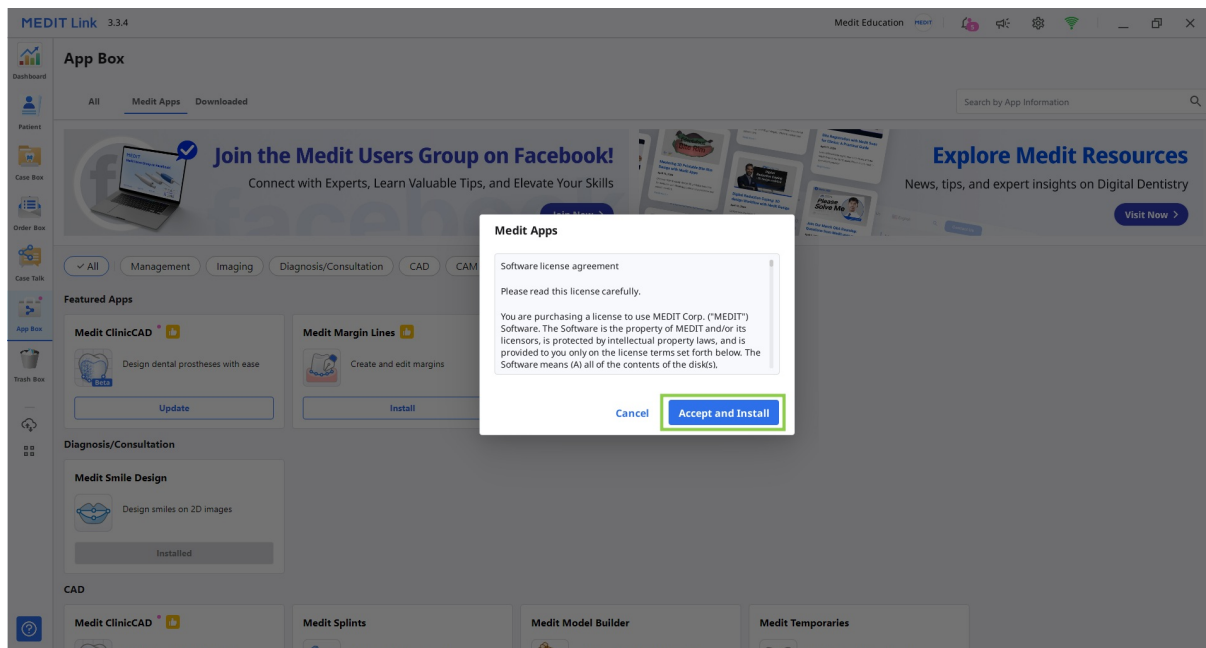 MEDIT Link 3.3.4
Medit Education MEDIT
5
Dashboard
Patient
Case Box
Order Box
Case Talk
App Box
Trash Box
App Box
All Medit Apps Downloaded
Search by App Information
Join the Medit Users Group on Facebook!
Connect with Experts, Learn Valuable Tips, and Elevate Your Skills
Join Now >
Explore Medit Resources
News, tips, and expert insights on Digital Dentistry
Visit Now >
Please
Solve Me
All Management Imaging Diagnosis/Consultation CAD CAM
Featured Apps
Medit ClinicCAD
Design dental prostheses with ease
Beta
Update
Medit Margin Lines
Create and edit margins
Install
Medit Apps
Software license agreement
Please read this license carefully.
You are purchasing a license to use MEDIT Corp. ("MEDIT")
Software. The Software is the property of MEDIT and/or its
licensors, is protected by intellectual property laws, and is
provided to you only on the license terms set forth below. The
Software means (A) all of the contents of the disk(s),
Cancel Accept and Install
Diagnosis/Consultation
Medit Smile Design
Design smiles on 2D images
Installed
CAD
Medit ClinicCAD
Medit Splints
Medit Model Builder
Medit Temporaries